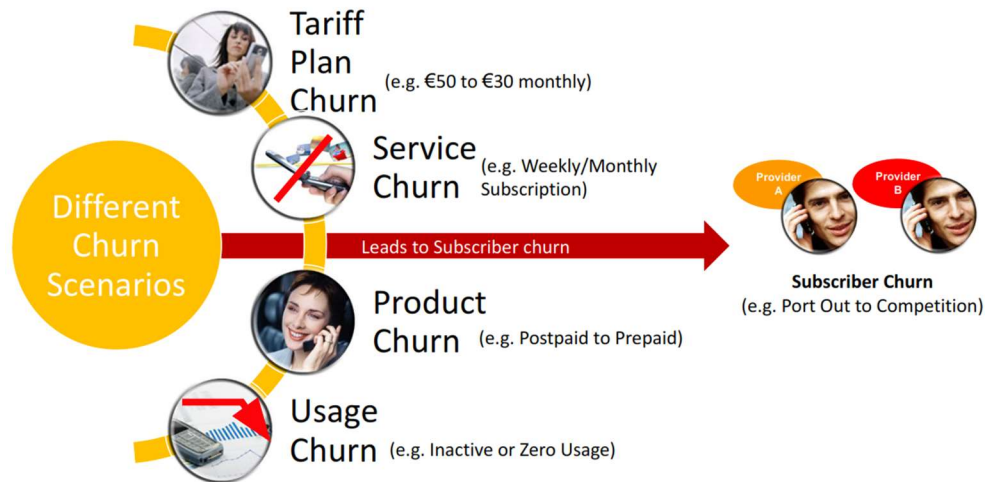 Tariff
Plan
Churn (e.g. €50 to €30 monthly)
Service (e.g. Weekly/Monthly
Churn Subscription)
Different
Churn
Scenarios
Leads to Subscriber churn
Product
Churn (e.g. Postpaid to Prepaid)
Usage
Churn (e.g. Inactive or Zero Usage)
Provider
A
Provider
B
Subscriber Churn
(e.g. Port Out to Competition)